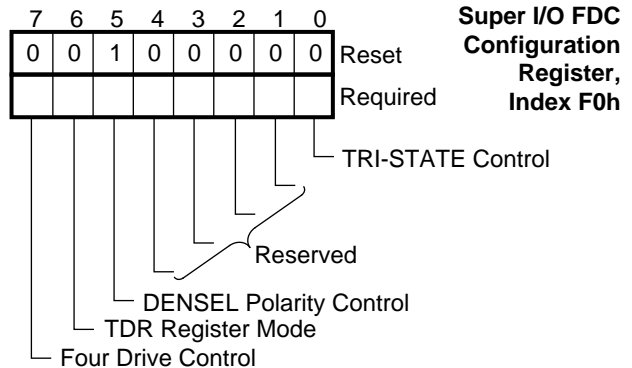 7 6 5 4 3 2 1 0
0 0 1 0 0 0 0 0 Reset
Required
Super I/O FDC
Configuration
Register,
Index F0h
TRI-STATE Control
Reserved
DENSEL Polarity Control
TDR Register Mode
Four Drive Control